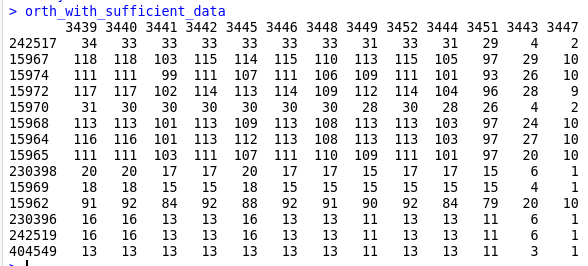 > orth_with_sufficient_data
3439 3440 3441 3442 3445 3446 3448 3449 3452 3444 3451 3443 3447
242517 34 33 33 33 33 33 33 31 33 31 29 4 2
15967 118 118 103 115 114 115 110 113 115 105 97 29 10
15974 111 111 99 111 107 111 106 109 111 101 93 26 10
15972 117 117 102 114 113 114 109 112 114 104 96 28 9
15970 31 30 30 30 30 30 30 28 30 28 26 4 2
15968 113 113 101 113 109 113 108 113 113 103 97 24 10
15964 116 116 101 113 112 113 108 113 113 103 97 27 10
15965 111 111 103 111 107 111 110 109 111 101 97 20 10
230398 20 20 17 17 20 17 17 15 17 17 15 6 1
15969 18 18 15 15 18 15 15 15 15 15 15 4 1
15962 91 92 84 92 88 92 91 90 92 84 79 20 10
230396 16 16 13 13 16 13 13 11 13 13 11 6 1
242519 16 16 13 13 16 13 13 11 13 13 11 6 1
404549 13 13 13 13 13 13 13 11 13 13 11 3 1
>